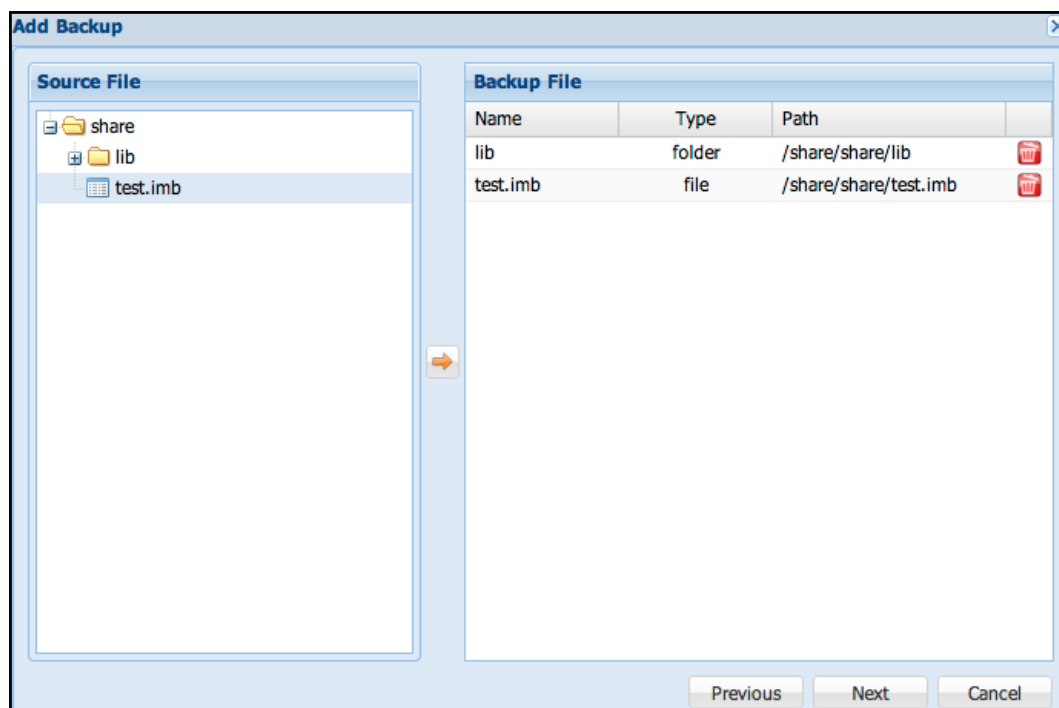 Add Backup
Source File
share
lib
test.imb
Backup File
Name Type Path
lib folder /share/share/lib
test.imb file /share/share/test.imb
Previous Next Cancel